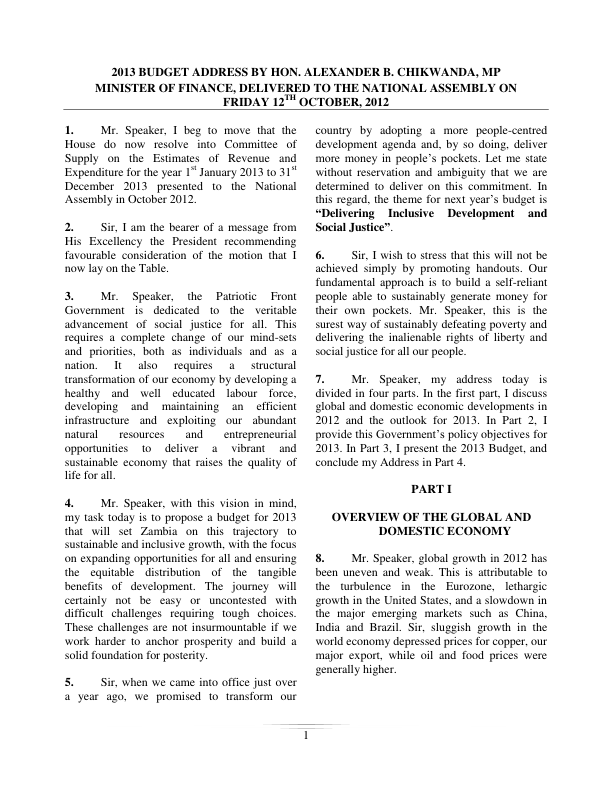 2013 BUDGET ADDRESS BY HON. ALEXANDER B. CHIKWANDA, MP
MINISTER OF FINANCE, DELIVERED TO THE NATIONAL ASSEMBLY ON
FRIDAY 12TH OCTOBER, 2012
1. Mr. Speaker, I beg to move that the
House do now resolve into Committee of
Supply on the Estimates of Revenue and
Expenditure for the year 1st January 2013 to 31st
December 2013 presented to the National
Assembly in October 2012.
2. Sir, I am the bearer of a message from
His Excellency the President recommending
favourable consideration of the motion that I
now lay on the Table.
3. Mr. Speaker, the Patriotic Front
Government is dedicated to the veritable
advancement of social justice for all. This
requires a complete change of our mind-sets
and priorities, both as individuals and as a
nation. It also requires a structural
transformation of our economy by developing a
healthy and well educated labour force,
developing and maintaining an efficient
infrastructure and exploiting our abundant
natural resources and entrepreneurial
opportunities to deliver a vibrant and
sustainable economy that raises the quality of
life for all.
4. Mr. Speaker, with this vision in mind,
my task today is to propose a budget for 2013
that will set Zambia on this trajectory to
sustainable and inclusive growth, with the focus
on expanding opportunities for all and ensuring
the equitable distribution of the tangible
benefits of development. The journey will
certainly not be easy or uncontested with
difficult challenges requiring tough choices.
These challenges are not insurmountable if we
work harder to anchor prosperity and build a
solid foundation for posterity.
5. Sir, when we came into office just over
a year ago, we promised to transform our
country by adopting a more people-centred
development agenda and, by so doing, deliver
more money in people's pockets. Let me state
without reservation and ambiguity that we are
determined to deliver on this commitment. In
this regard, the theme for next year's budget is
“Delivering Inclusive Development and
Social Justice”.
6. Sir, I wish to stress that this will not be
achieved simply by promoting handouts. Our
fundamental approach is to build a self-reliant
people able to sustainably generate money for
their own pockets. Mr. Speaker, this is the
surest way of sustainably defeating poverty and
delivering the inalienable rights of liberty and
social justice for all our people.
7. Mr. Speaker, my address today is
divided in four parts. In the first part, I discuss
global and domestic economic developments in
2012 and the outlook for 2013. In Part 2, I
provide this Government's policy objectives for
2013. In Part 3, I present the 2013 Budget, and
conclude my Address in Part 4.
PART I
OVERVIEW OF THE GLOBAL AND
DOMESTIC ECONOMY
8. Mr. Speaker, global growth in 2012 has
been uneven and weak. This is attributable to
the turbulence in the Eurozone, lethargic
growth in the United States, and a slowdown in
the major emerging markets such as China,
India and Brazil. Sir, sluggish growth in the
world economy depressed prices for copper, our
major export, while oil and food prices were
generally higher.
1